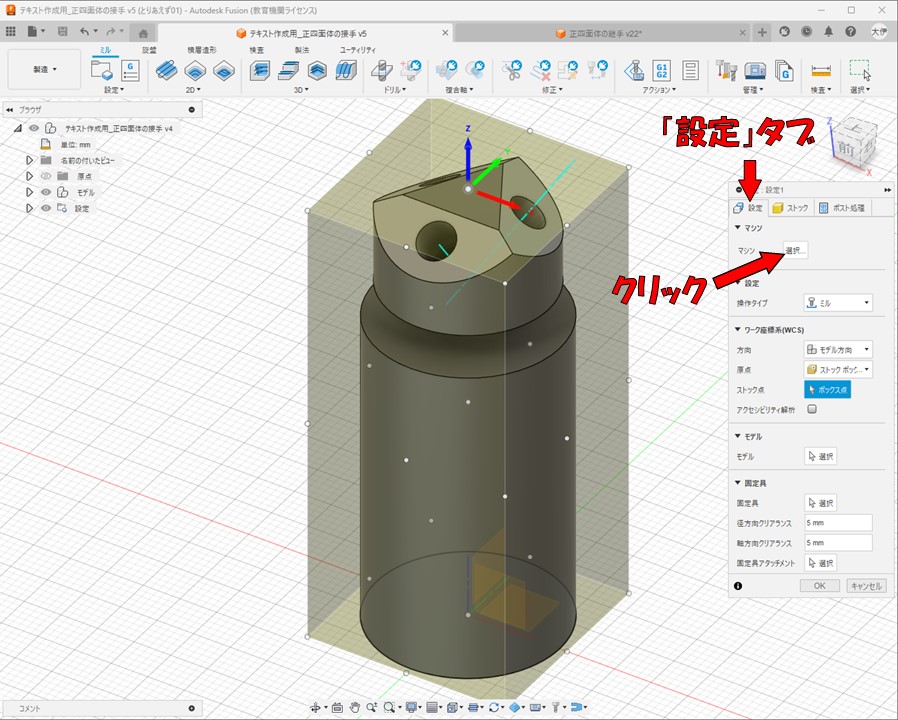 テキスト作成用_正四面体の接手 v5 (とりあえず01) - Autodesk Fusion (教育機関ライセンス)
テキスト作成用_正四面体の接手 v5
正四面体の継手 v22*
大伊
ミル
旋盤
積層造形
検査
製法
ユーティリティ
製造
設定
2D
3D
ドリル
複合軸
修正
アクション
管理
検査
選択
G1
G2
ブラウザ
テキスト作成用_正四面体の接手 v4
単位: mm
名前の付いたビュー
原点
モデル
設定
Z
Y
「設定」タブ
Z
前
X
: 設定1
設定
ストック
ポスト処理
マシン
マシン
選択...
クリック
設定
操作タイプ
ミル
ワーク座標系(WCS)
方向
モデル方向
原点
ストック ボック...
ストック点
ボックス点
アクセシビリティ解析
モデル
モデル
選択
固定具
固定具
選択
径方向クリアランス
5 mm
軸方向クリアランス
5 mm
固定具アタッチメント
選択
OK
キャンセル
コメント